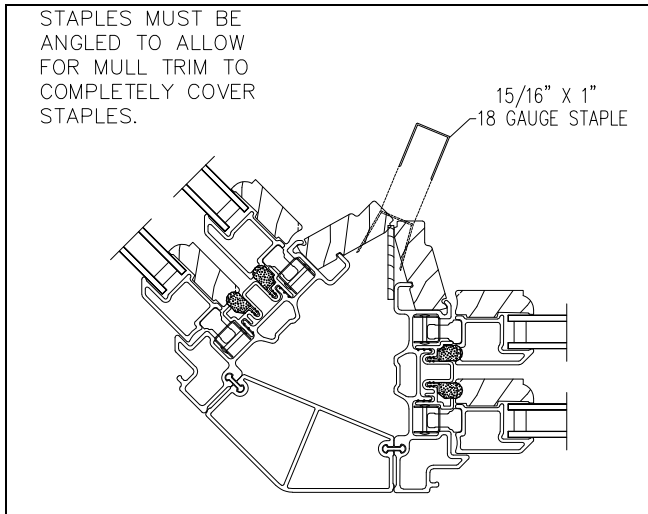 STAPLES MUST BE
ANGLED TO ALLOW
FOR MULL TRIM TO
COMPLETELY COVER
STAPLES.
15/16" X 1"
18 GAUGE STAPLE